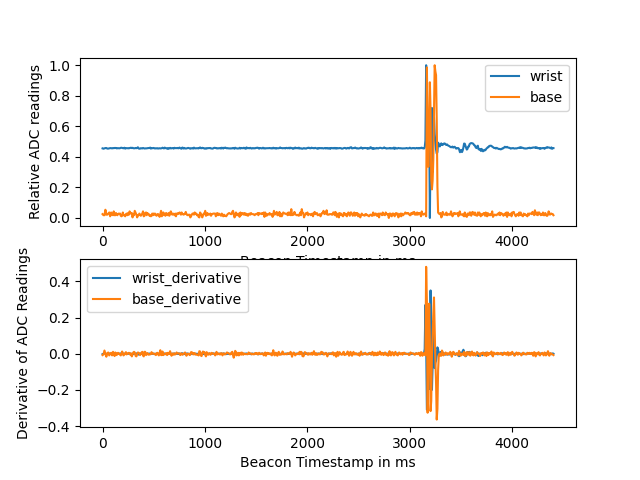 Relative ADC readings
1.0
0.8
0.6
0.4
0.2
0.0
wrist
base
0 1000 2000 3000 4000
Beacon Timestamp in ms
Derivative of ADC Readings
0.4
0.2
0.0
−0.2
−0.4
wrist_derivative
base_derivative
0 1000 2000 3000 4000
Beacon Timestamp in ms